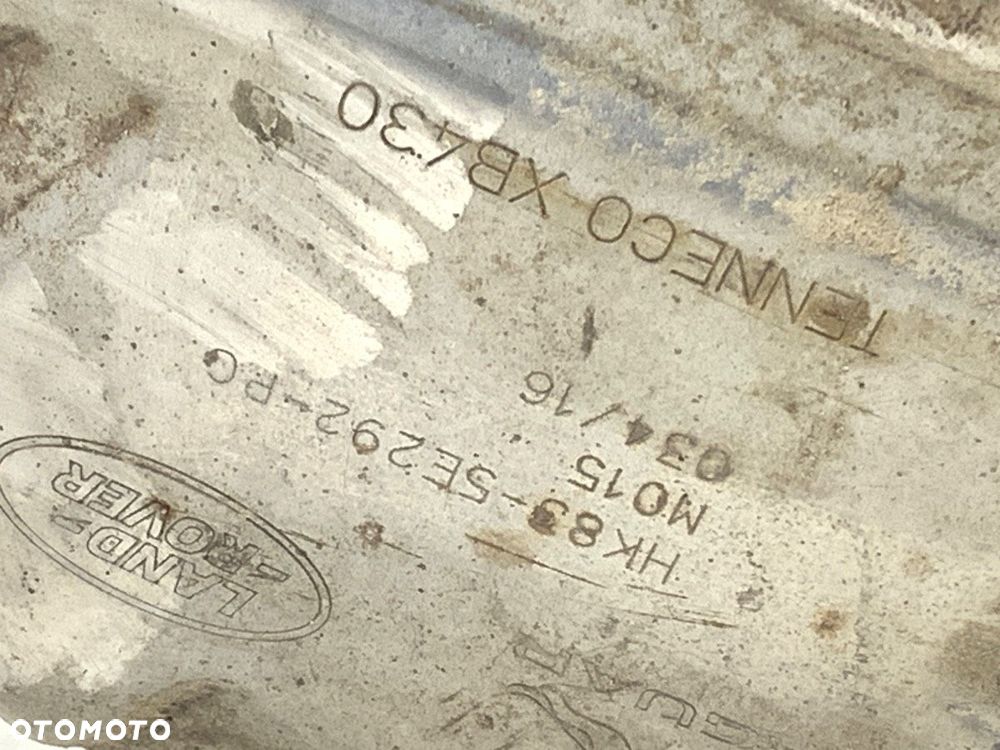 LAND
ROVER
HK83-5E292-PC
M015
034/16
TENNECO XB430
OTOMOTO